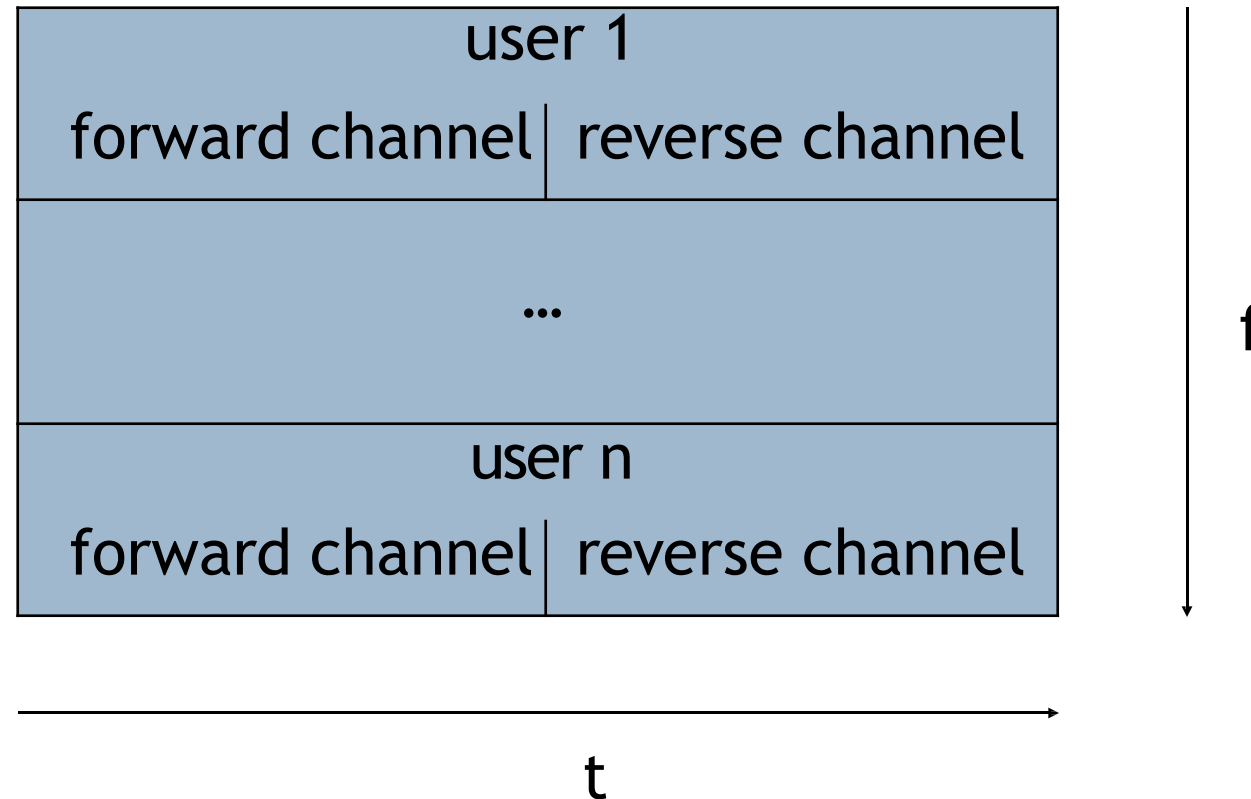 user 1
forward channel reverse channel
…
f
user n
forward channel reverse channel
t